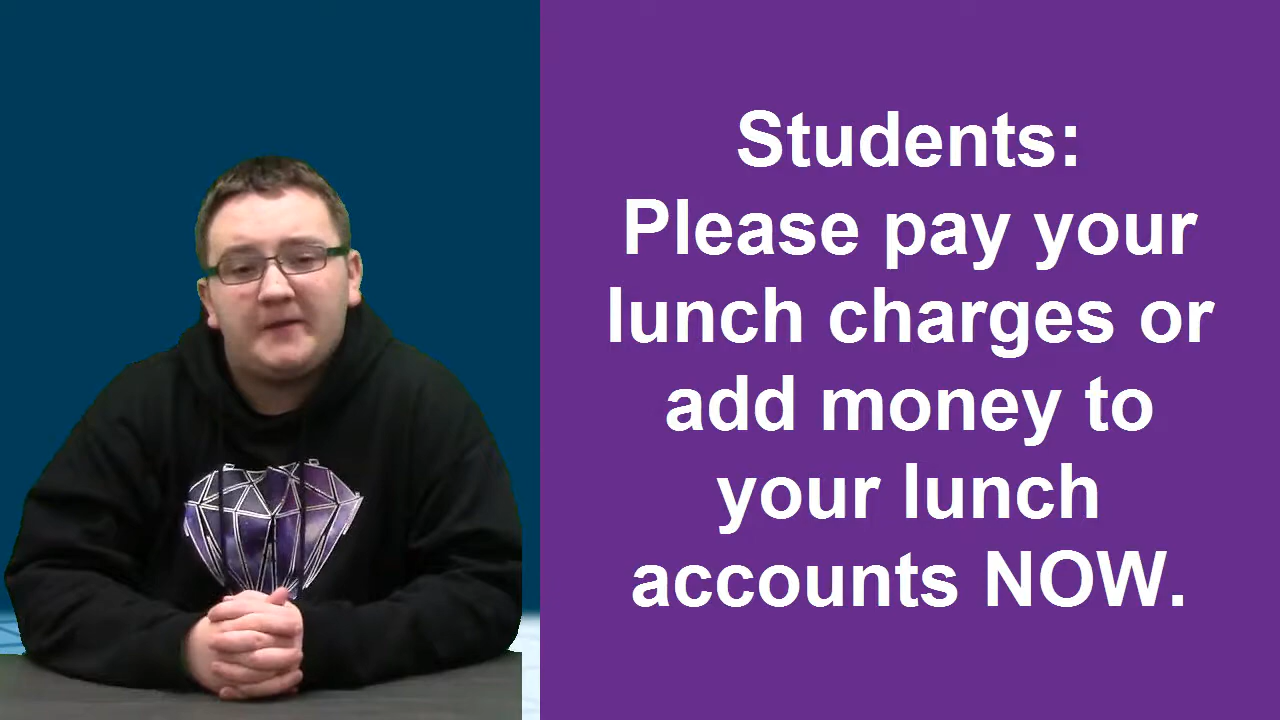 Students:
Please pay your
lunch charges or
add money to
your lunch
accounts NOW.